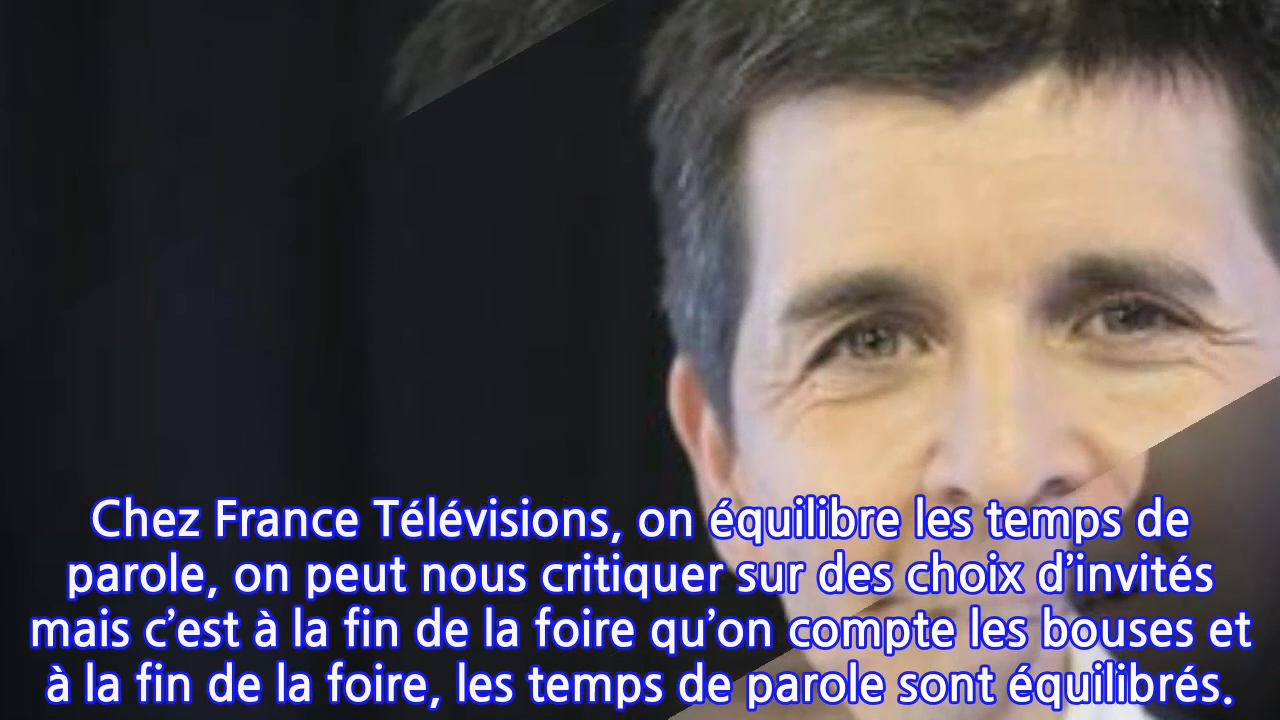 Chez France Télévisions, on équilibre les temps de
parole, on peut nous critiquer sur des choix d’invités
mais c’est à la fin de la foire qu’on compte les bouses et
à la fin de la foire, les temps de parole sont équilibrés.